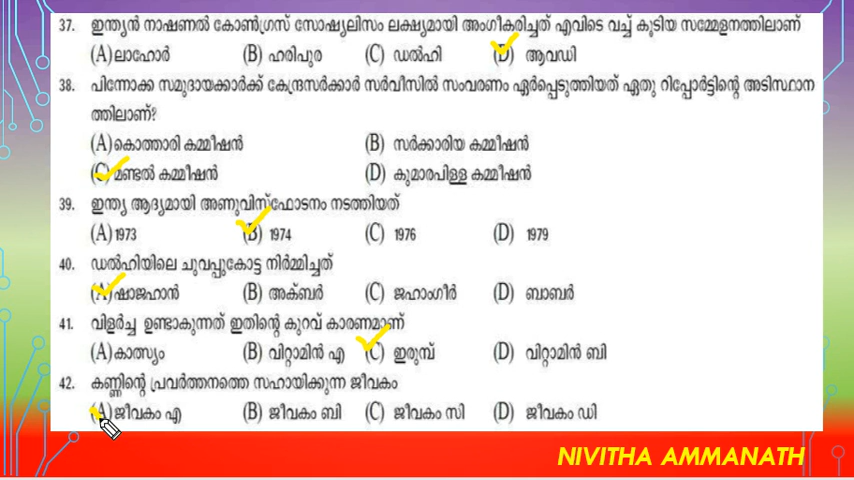 37. ഇന്ത്യൻ നാഷണൽ കോൺഗ്രസ് സോഷ്യലിസം ലക്ഷ്യമായി അംഗീകരിച്ചത് എവിടെ വച്ച് കൂടിയ സമ്മേളനത്തിലാണ്
(A) ലാഹോർ (B) ഹരിപുര (C) ഡൽഹി (D) ആവഡി
38. പിന്നോക്ക സമുദായക്കാർക്ക് കേന്ദ്രസർക്കാർ സർവീസിൽ സംവരണം ഏർപ്പെടുത്തിയത് ഏതു റിപ്പോർട്ടിന്റെ അടിസ്ഥാന
ത്തിലാണ്?
(A) കൊത്താരി കമ്മീഷൻ (B) സർക്കാരിയ കമ്മീഷൻ
(C) മണ്ടൽ കമ്മീഷൻ (D) കുമാരപിള്ള കമ്മീഷൻ
39. ഇന്ത്യ ആദ്യമായി അണുവിസ്ഫോടനം നടത്തിയത്
(A) 1973 (B) 1974 (C) 1976 (D) 1979
40. ഡൽഹിയിലെ ചുവപ്പുകോട്ട നിർമ്മിച്ചത്
(A) ഷാജഹാൻ (B) അക്ബർ (C) ജഹാംഗീർ (D) ബാബർ
41. വിളർച്ച ഉണ്ടാകുന്നത് ഇതിന്റെ കുറവ് കാരണമാണ്
(A) കാത്സ്യം (B) വിറ്റാമിൻ എ (C) ഇരുമ്പ് (D) വിറ്റാമിൻ ബി
42. കണ്ണിന്റെ പ്രവർത്തനത്തെ സഹായിക്കുന്ന ജീവകം
(A) ജീവകം എ (B) ജീവകം ബി (C) ജീവകം സി (D) ജീവകം ഡി
NIVITHA AMMANATH